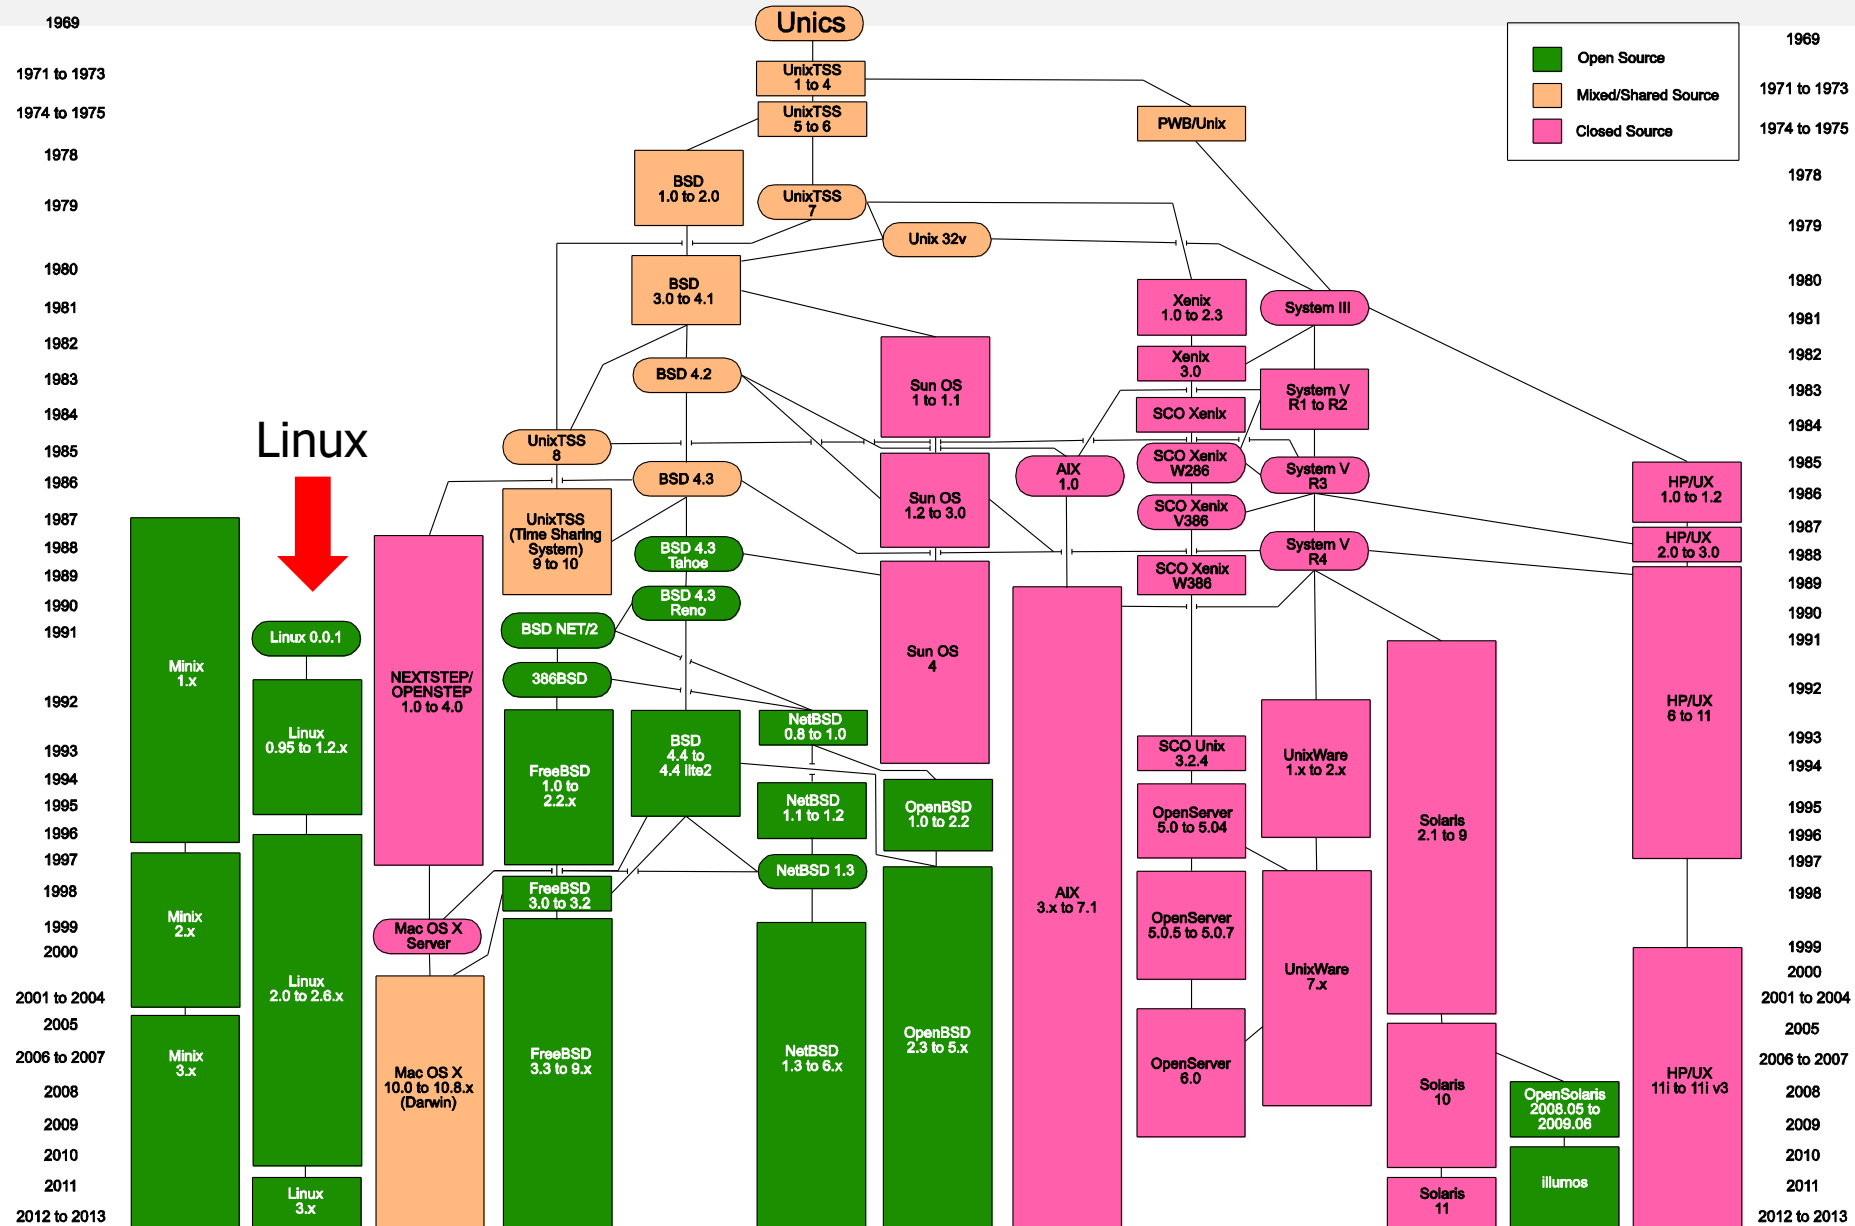 1969
1971 to 1973
1974 to 1975
1978
1979
1980
1981
1982
1983
1984
1985
1986
1987
1988
1989
1990
1991
1992
1993
1994
1995
1996
1997
1998
1999
2000
2001 to 2004
2005
2006 to 2007
2008
2009
2010
2011
2012 to 2013
Linux
Minix
1.x
Minix
2.x
Minix
3.x
Linux 0.0.1
Linux
0.95 to 1.2.x
Linux
2.0 to 2.6.x
Linux
3.x
NEXTSTEP/
OPENSTEP
1.0 to 4.0
Mac OS X
Server
Mac OS X
10.0 to 10.8.x
(Darwin)
UnixTSS
8
UnixTSS
(Time Sharing
System)
9 to 10
BSD NET/2
386BSD
FreeBSD
1.0 to
2.2.x
FreeBSD
3.0 to 3.2
FreeBSD
3.3 to 9.x
BSD
1.0 to 2.0
BSD
3.0 to 4.1
BSD 4.2
BSD 4.3
BSD 4.3
Tahoe
BSD 4.3
Reno
BSD
4.4 to
4.4 lite2
Unics
UnixTSS
1 to 4
UnixTSS
5 to 6
UnixTSS
7
NetBSD
0.8 to 1.0
NetBSD
1.1 to 1.2
NetBSD 1.3
NetBSD
1.3 to 6.x
Unix 32v
Sun OS
1 to 1.1
Sun OS
1.2 to 3.0
Sun OS
4
OpenBSD
1.0 to 2.2
OpenBSD
2.3 to 5.x
AIX
1.0
AIX
3.x to 7.1
PWB/Unix
Xenix
1.0 to 2.3
Xenix
3.0
SCO Xenix
SCO Xenix
W286
SCO Xenix
V386
SCO Xenix
W386
SCO Unix
3.2.4
OpenServer
5.0 to 5.04
OpenServer
5.0.5 to 5.0.7
OpenServer
6.0
System III
System V
R1 to R2
System V
R3
System V
R4
UnixWare
1.x to 2.x
UnixWare
7.x
Solaris
2.1 to 9
Solaris
10
Solaris
11
OpenSolaris
2008.05 to
2009.06
illumos
HP/UX
1.0 to 1.2
HP/UX
2.0 to 3.0
HP/UX
6 to 11
HP/UX
11i to 11i v3
Open Source
Mixed/Shared Source
Closed Source
1969
1971 to 1973
1974 to 1975
1978
1979
1980
1981
1982
1983
1984
1985
1986
1987
1988
1989
1990
1991
1992
1993
1994
1995
1996
1997
1998
1999
2000
2001 to 2004
2005
2006 to 2007
2008
2009
2010
2011
2012 to 2013